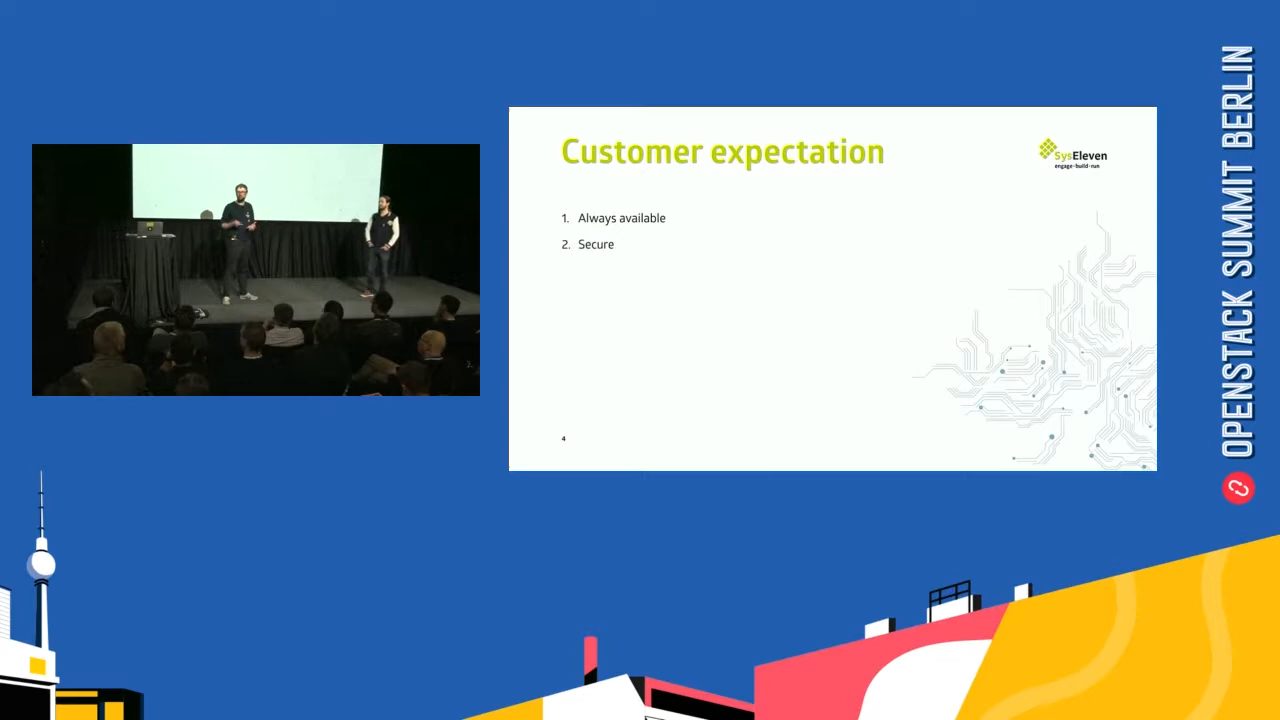 Customer expectation
SysEleven
engage·build·run
1. Always available
2. Secure
4
OPENSTACK SUMMIT BERLIN